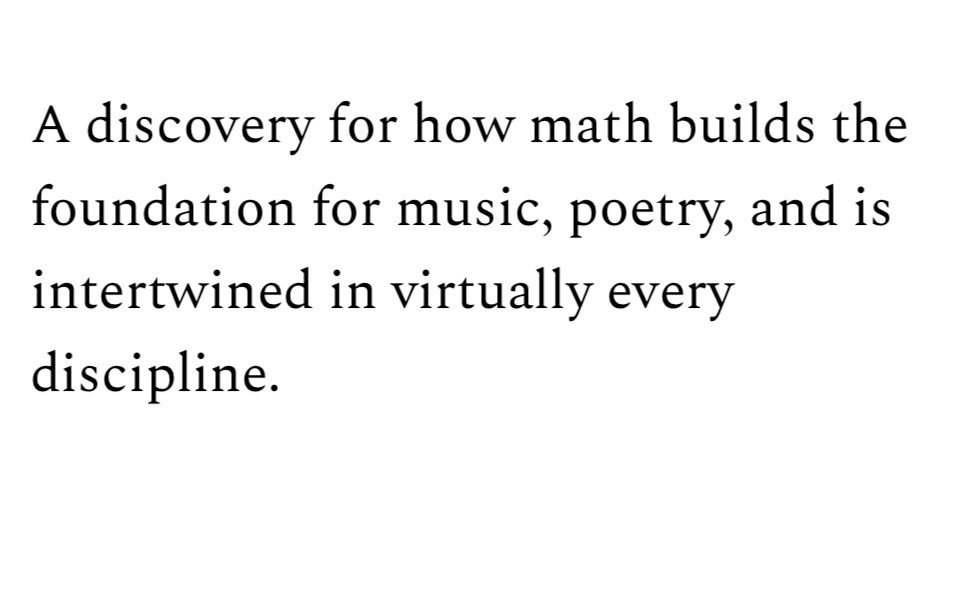 A discovery for how math builds the
foundation for music, poetry, and is
intertwined in virtually every
discipline.